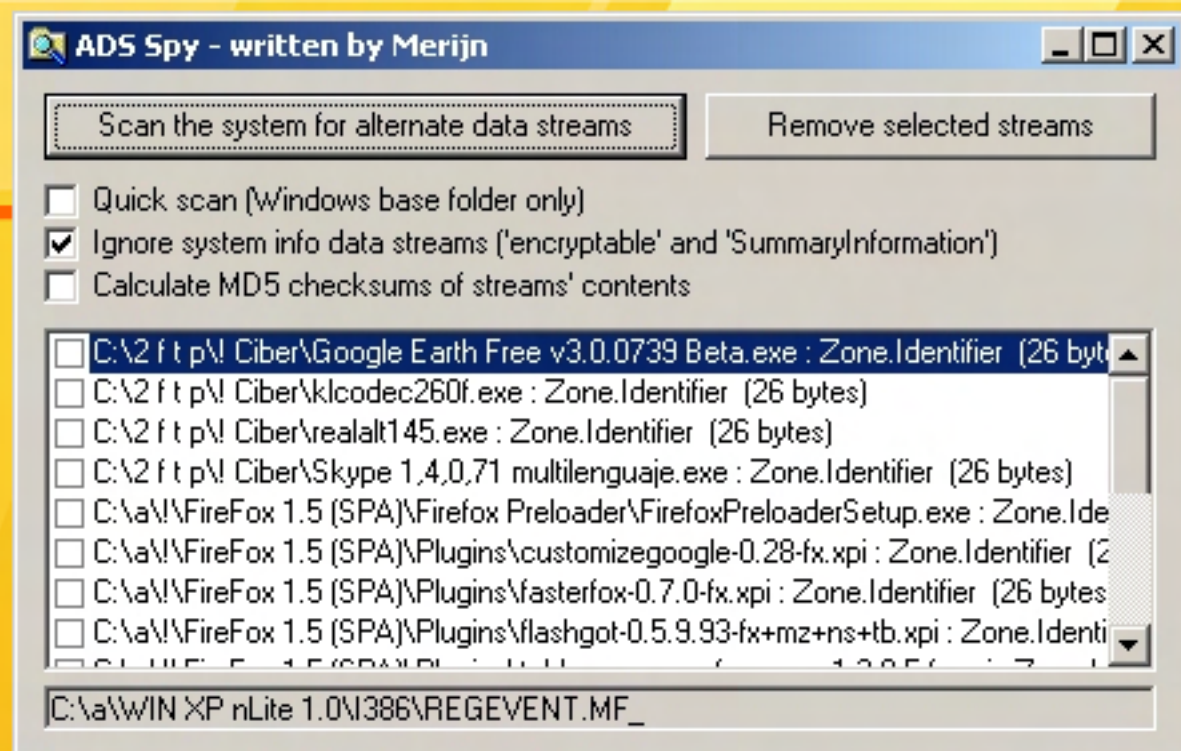 ADS Spy - written by Merijn
Scan the system for alternate data streams
Remove selected streams
Quick scan (Windows base folder only)
Ignore system info data streams ('encryptable' and 'SummaryInformation')
Calculate MD5 checksums of streams' contents
C:\2 f t p\! Ciber\Google Earth Free v3.0.0739 Beta.exe : Zone.Identifier (26 byt
C:\2 f t p\! Ciber\klcodec260f.exe : Zone.Identifier (26 bytes)
C:\2 f t p\! Ciber\realalt145.exe : Zone.Identifier (26 bytes)
C:\2 f t p\! Ciber\Skype 1,4,0,71 multilenguaje.exe : Zone.Identifier (26 bytes)
C:\a\!\FireFox 1.5 (SPA)\Firefox Preloader\FirefoxPreloaderSetup.exe : Zone.Ide
C:\a\!\FireFox 1.5 (SPA)\Plugins\customizegoogle-0.28-fx.xpi : Zone.Identifier (2
C:\a\!\FireFox 1.5 (SPA)\Plugins\fasterfox-0.7.0-fx.xpi : Zone.Identifier (26 bytes
C:\a\!\FireFox 1.5 (SPA)\Plugins\flashgot-0.5.9.93-fx+mz+ns+tb.xpi : Zone.Identi
C:\a\WIN XP nLite 1.0\I386\REGEVENT.MF_